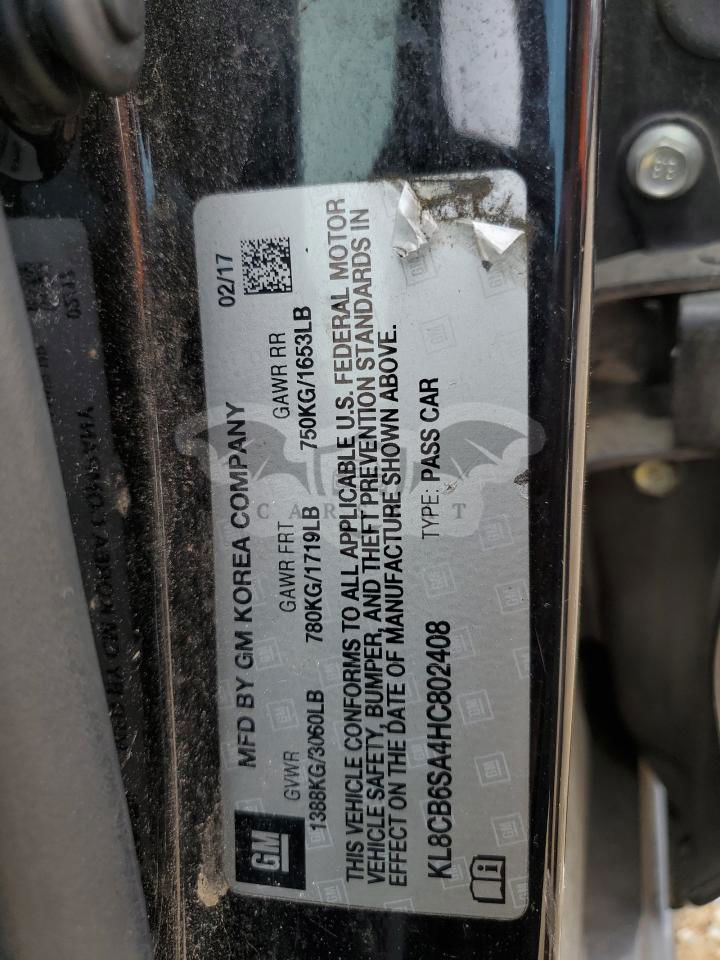 MFD BY GM KOREA COMPANY 02/17
GVWR GAWR FRT GAWR RR
1388KG/3060LB 780KG/1719LB 750KG/1653LB
THIS VEHICLE CONFORMS TO ALL APPLICABLE U.S. FEDERAL MOTOR
VEHICLE SAFETY, BUMPER, AND THEFT PREVENTION STANDARDS IN
EFFECT ON THE DATE OF MANUFACTURE SHOWN ABOVE.
KL8CB6SA4HC802408 TYPE: PASS CAR
GM